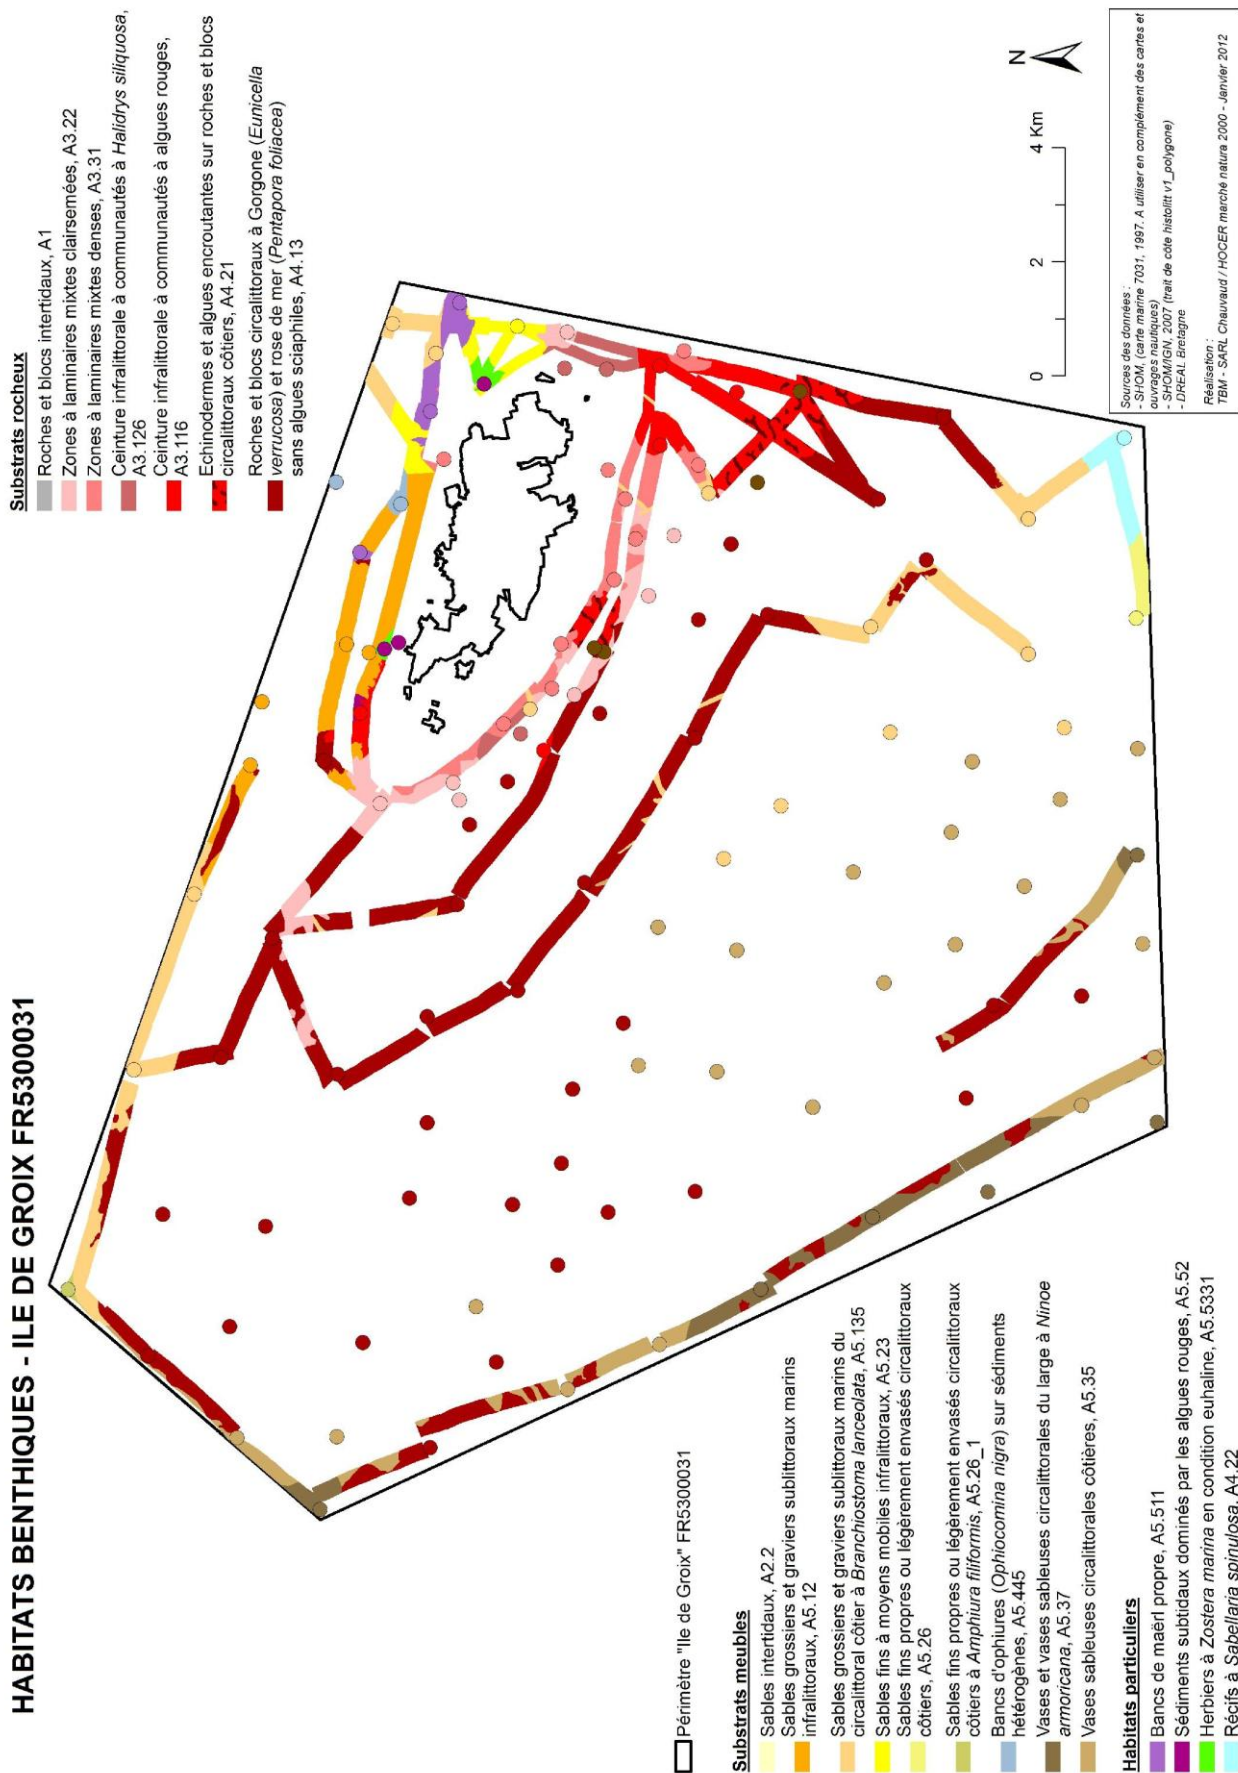 HABITATS BENTHIQUES - ILE DE GROIX FR5300031
Substrats rocheux
Roches et blocs intertidaux, A1
Zones à laminaires mixtes clairsemées, A3.22
Zones à laminaires mixtes denses, A3.31
Ceinture infralittorale à communautés à Halidrys siliquosa,
A3.126
Ceinture infralittorale à communautés à algues rouges,
A3.116
Echinodermes et algues encroutantes sur roches et blocs
circalittoraux côtiers, A4.21
Roches et blocs circalittoraux à Gorgone (Eunicella
verrucosa) et rose de mer (Pentapora foliacea)
sans algues sciaphiles, A4.13
Périmètre "Ile de Groix" FR5300031
Substrats meubles
Sables intertidaux, A2.2
Sables grossiers et graviers sublittoraux marins
infralittoraux, A5.12
Sables grossiers et graviers sublittoraux marins du
circalittoral côtier à Branchiostoma lanceolata, A5.135
Sables fins à moyens mobiles infralittoraux, A5.23
Sables fins propres ou légèrement envasés circalittoraux
côtiers, A5.26
Sables fins propres ou légèrement envasés circalittoraux
côtiers à Amphiura filiformis, A5.26_1
Bancs d'ophiures (Ophiocomina nigra) sur sédiments
hétérogènes, A5.445
Vases et vases sableuses circalittorales du large à Ninoe
armoricana, A5.37
Vases sableuses circalittorales côtières, A5.35
Habitats particuliers
Bancs de maërl propre, A5.511
Sédiments subtidaux dominés par les algues rouges, A5.52
Herbiers à Zostera marina en condition euhaline, A5.5331
Récifs à Sabellaria spinulosa, A4.22
N
0 2 4 Km
Sources des données :
- SHOM, (carte marine 7031, 1997. A utiliser en complément des cartes et
ouvrages nautiques)
- SHOM/IGN, 2007 (trait de côte histolitt v1_polygone)
- DREAL Bretagne
Réalisation :
TBM - SARL Chauvaud / HOCER marché natura 2000 - Janvier 2012